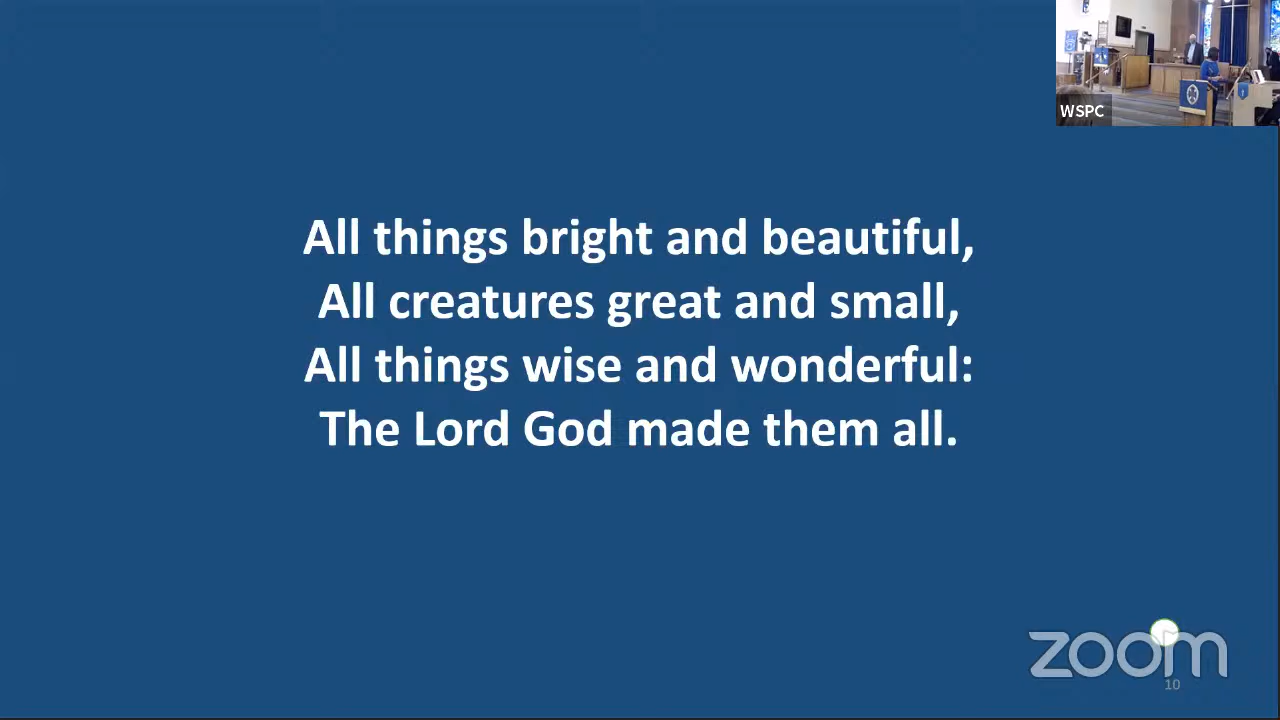 WSPC
All things bright and beautiful,
All creatures great and small,
All things wise and wonderful:
The Lord God made them all.
zoom
10